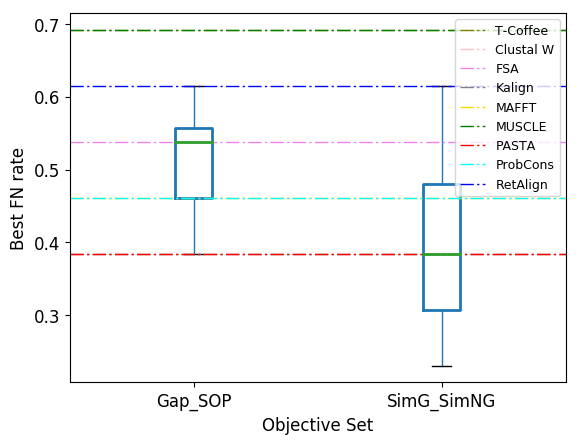 0.7
0.6
0.5
0.4
0.3
Best FN rate
T-Coffee
Clustal W
FSA
Kalign
MAFFT
MUSCLE
PASTA
ProbCons
RetAlign
Gap_SOP
SimG_SimNG
Objective Set